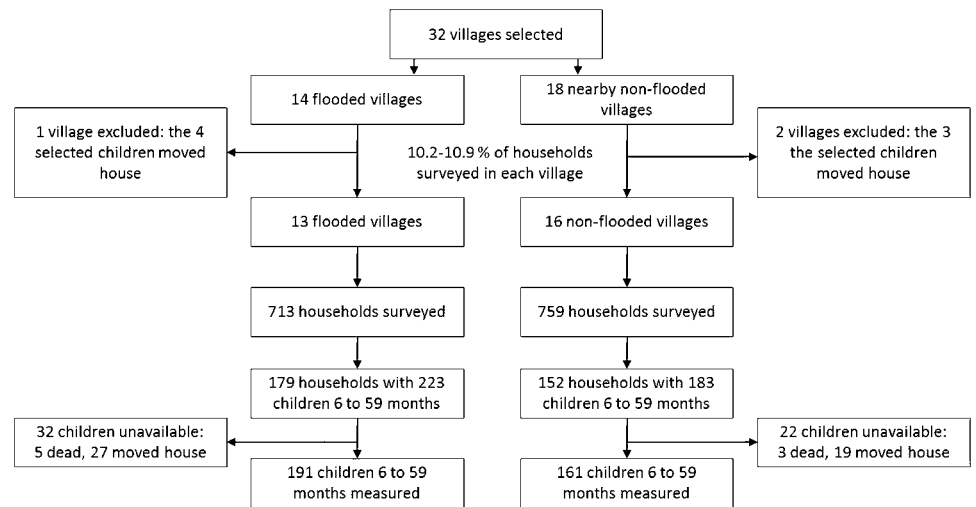 32 villages selected
14 flooded villages
18 nearby non-flooded
villages
1 village excluded: the 4
selected children moved
house
10.2-10.9 % of households
surveyed in each village
2 villages excluded: the 3
the selected children
moved house
13 flooded villages
16 non-flooded villages
713 households surveyed
759 households surveyed
179 households with 223
children 6 to 59 months
152 households with 183
children 6 to 59 months
32 children unavailable:
5 dead, 27 moved house
22 children unavailable:
3 dead, 19 moved house
191 children 6 to 59
months measured
161 children 6 to 59
months measured